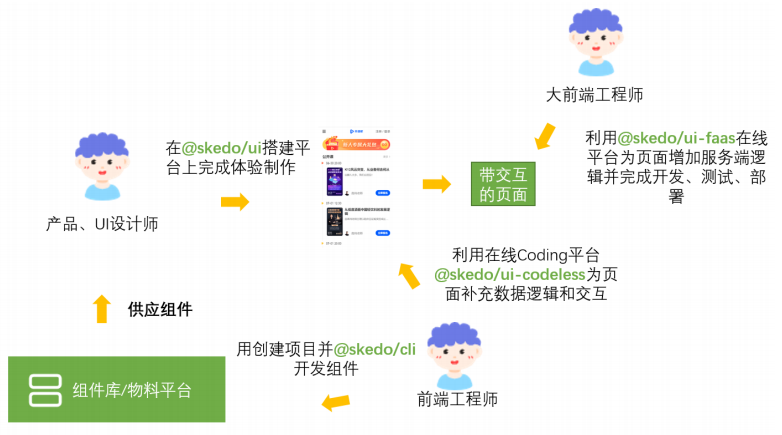 大前端工程师
在@skedo/ui搭建平
台上完成体验制作
利用@skedo/ui-faas在线
平台为页面增加服务端逻
辑并完成开发、测试、部
署
带交互
的页面
产品、UI设计师
利用在线Coding平台
@skedo/ui-codeless为页
面补充数据逻辑和交互
供应组件
用创建项目并@skedo/cli
开发组件
组件库/物料平台
前端工程师